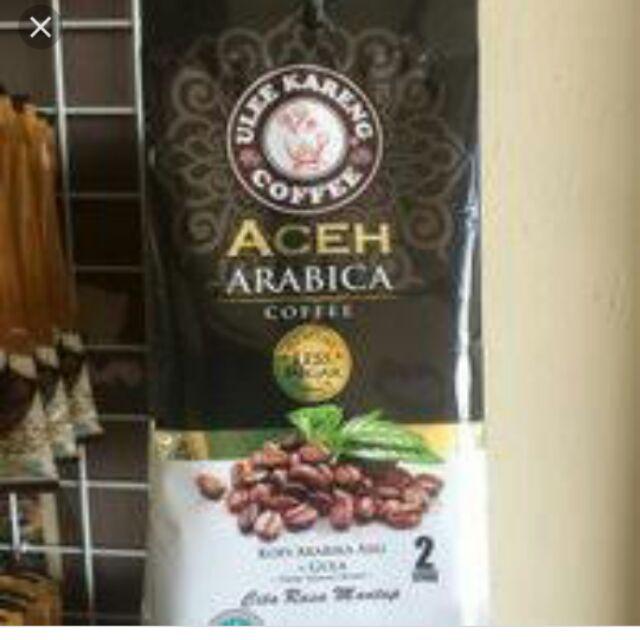 ULEE KARENG
COFFEE
ACEH
ARABICA
COFFEE
LESS
SUGAR
KOPI ARABIKA ASLI
+ GULA
2
Cita Rasa Mantap